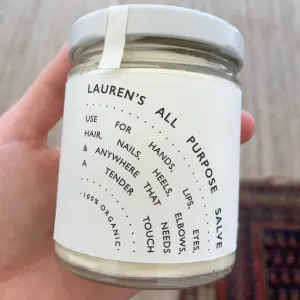 LAUREN'S ALL PURPOSE SALVE
USE FOR HANDS, LIPS, EYES,
HAIR, NAILS, HEELS, ELBOWS,
& ANYWHERE THAT NEEDS
A TENDER TOUCH
100% ORGANIC